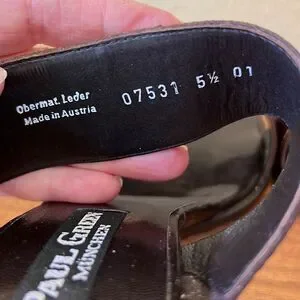 Obermat. Leder
Made in Austria
07531 5½ 01
PAUL GREEN
MÜNCHEN